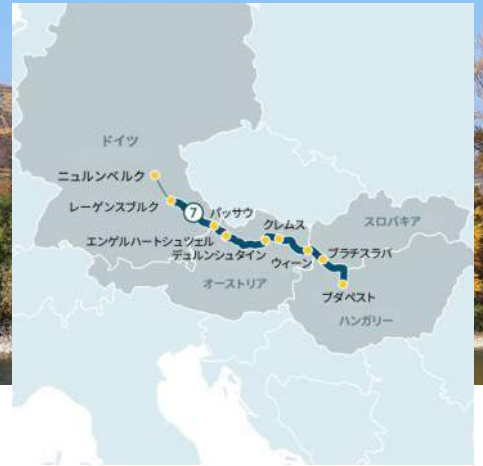 ドイツ
ニュルンベルク
レーゲンスブルク
7
パッサウ
エンゲルハートシュツェル
デュルンシュタイン
クレムス
ウィーン
ブラチスラバ
スロバキア
オーストリア
ブダペスト
ハンガリー